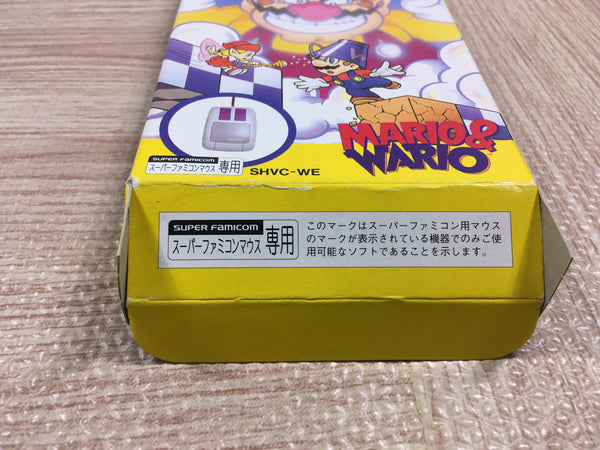 MARIO&
WARIO
SUPER FAMICOM
スーパーファミコンマウス 専用
SHVC-WE
SUPER FAMICOM
スーパーファミコンマウス 専用
このマークはスーパーファミコン用マウス
のマークが表示されている機器でのみご使
用可能なソフトであることを示します。